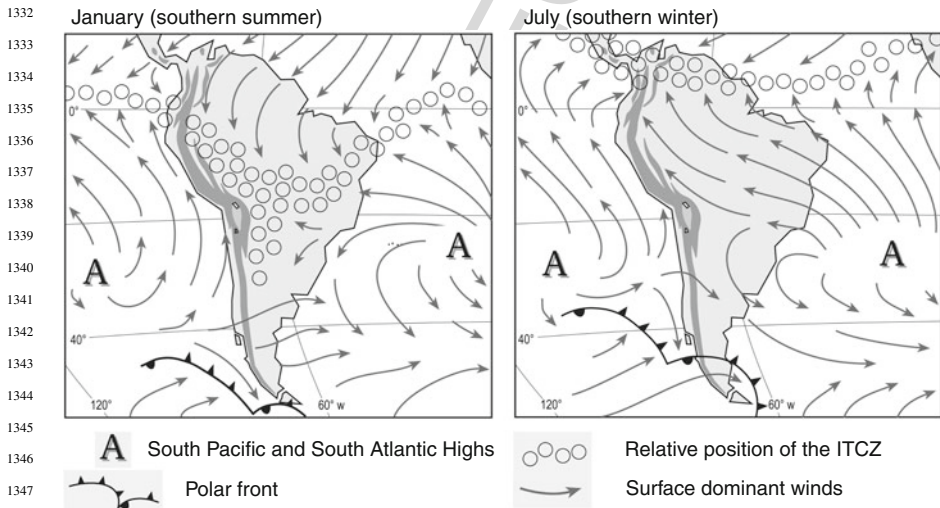 1332
January (southern summer)
July (southern winter)
1333
1334
1335
0°
0°
1336
1337
1338
1339
A
A
A
A
1340
1341
1342
40°
40°
1343
1344
120°
60° w
120°
60° w
1345
1346
A South Pacific and South Atlantic Highs
Relative position of the ITCZ
1347
Polar front
Surface dominant winds